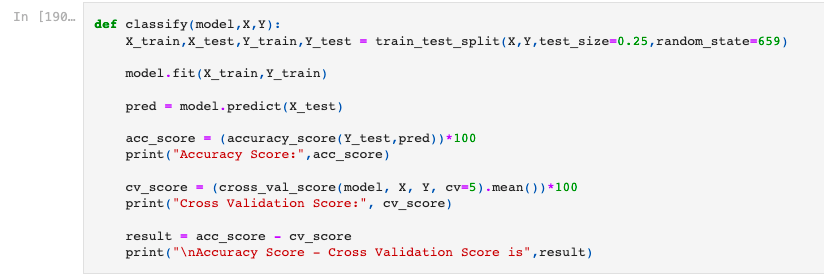 In [190…
def classify(model,X,Y):
    X_train,X_test,Y_train,Y_test = train_test_split(X,Y,test_size=0.25,random_state=659)
    model.fit(X_train,Y_train)
    pred = model.predict(X_test)
    acc_score = (accuracy_score(Y_test,pred))*100
    print("Accuracy Score:",acc_score)
    cv_score = (cross_val_score(model, X, Y, cv=5).mean())*100
    print("Cross Validation Score:", cv_score)
    result = acc_score - cv_score
    print("\nAccuracy Score - Cross Validation Score is",result)